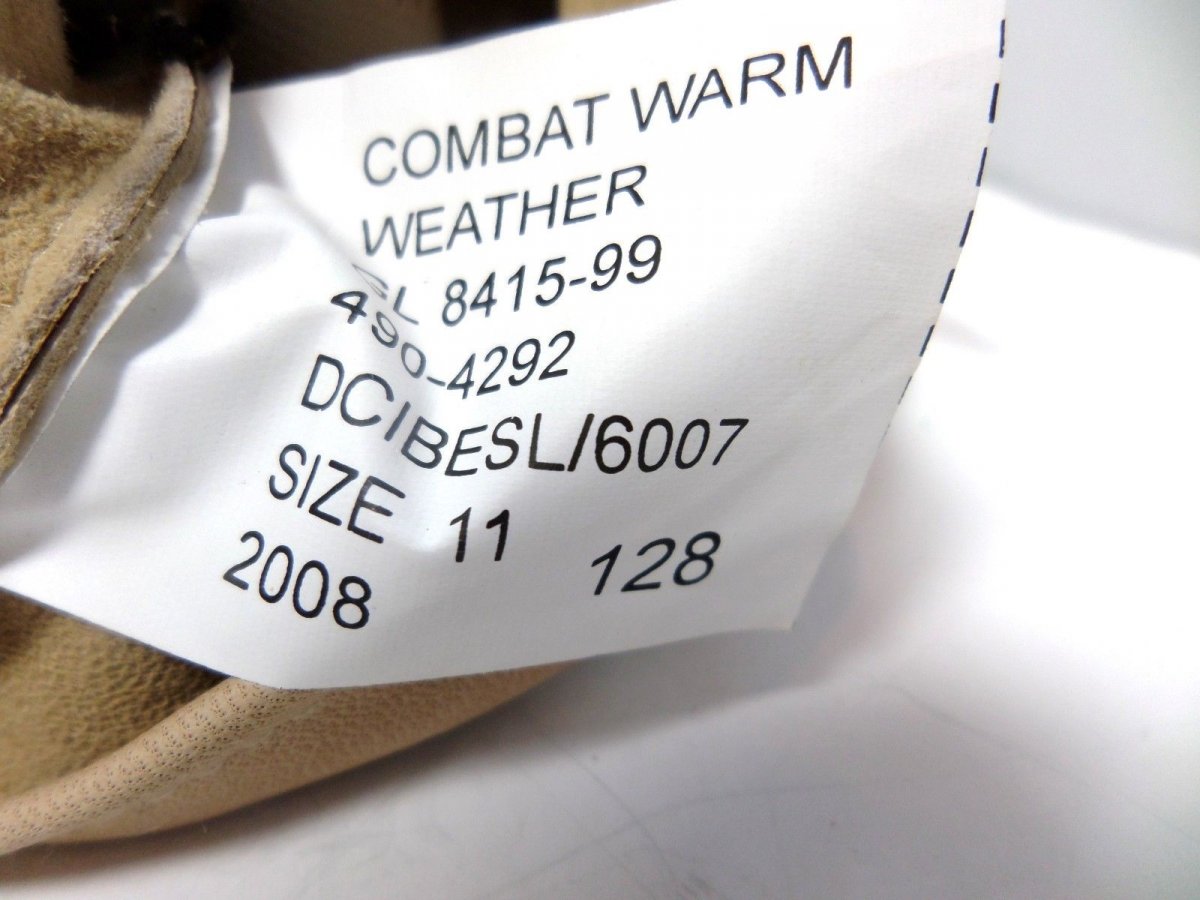 COMBAT WARM
WEATHER
8415-99
490-4292
DCIBESL/6007
SIZE 11 128
2008